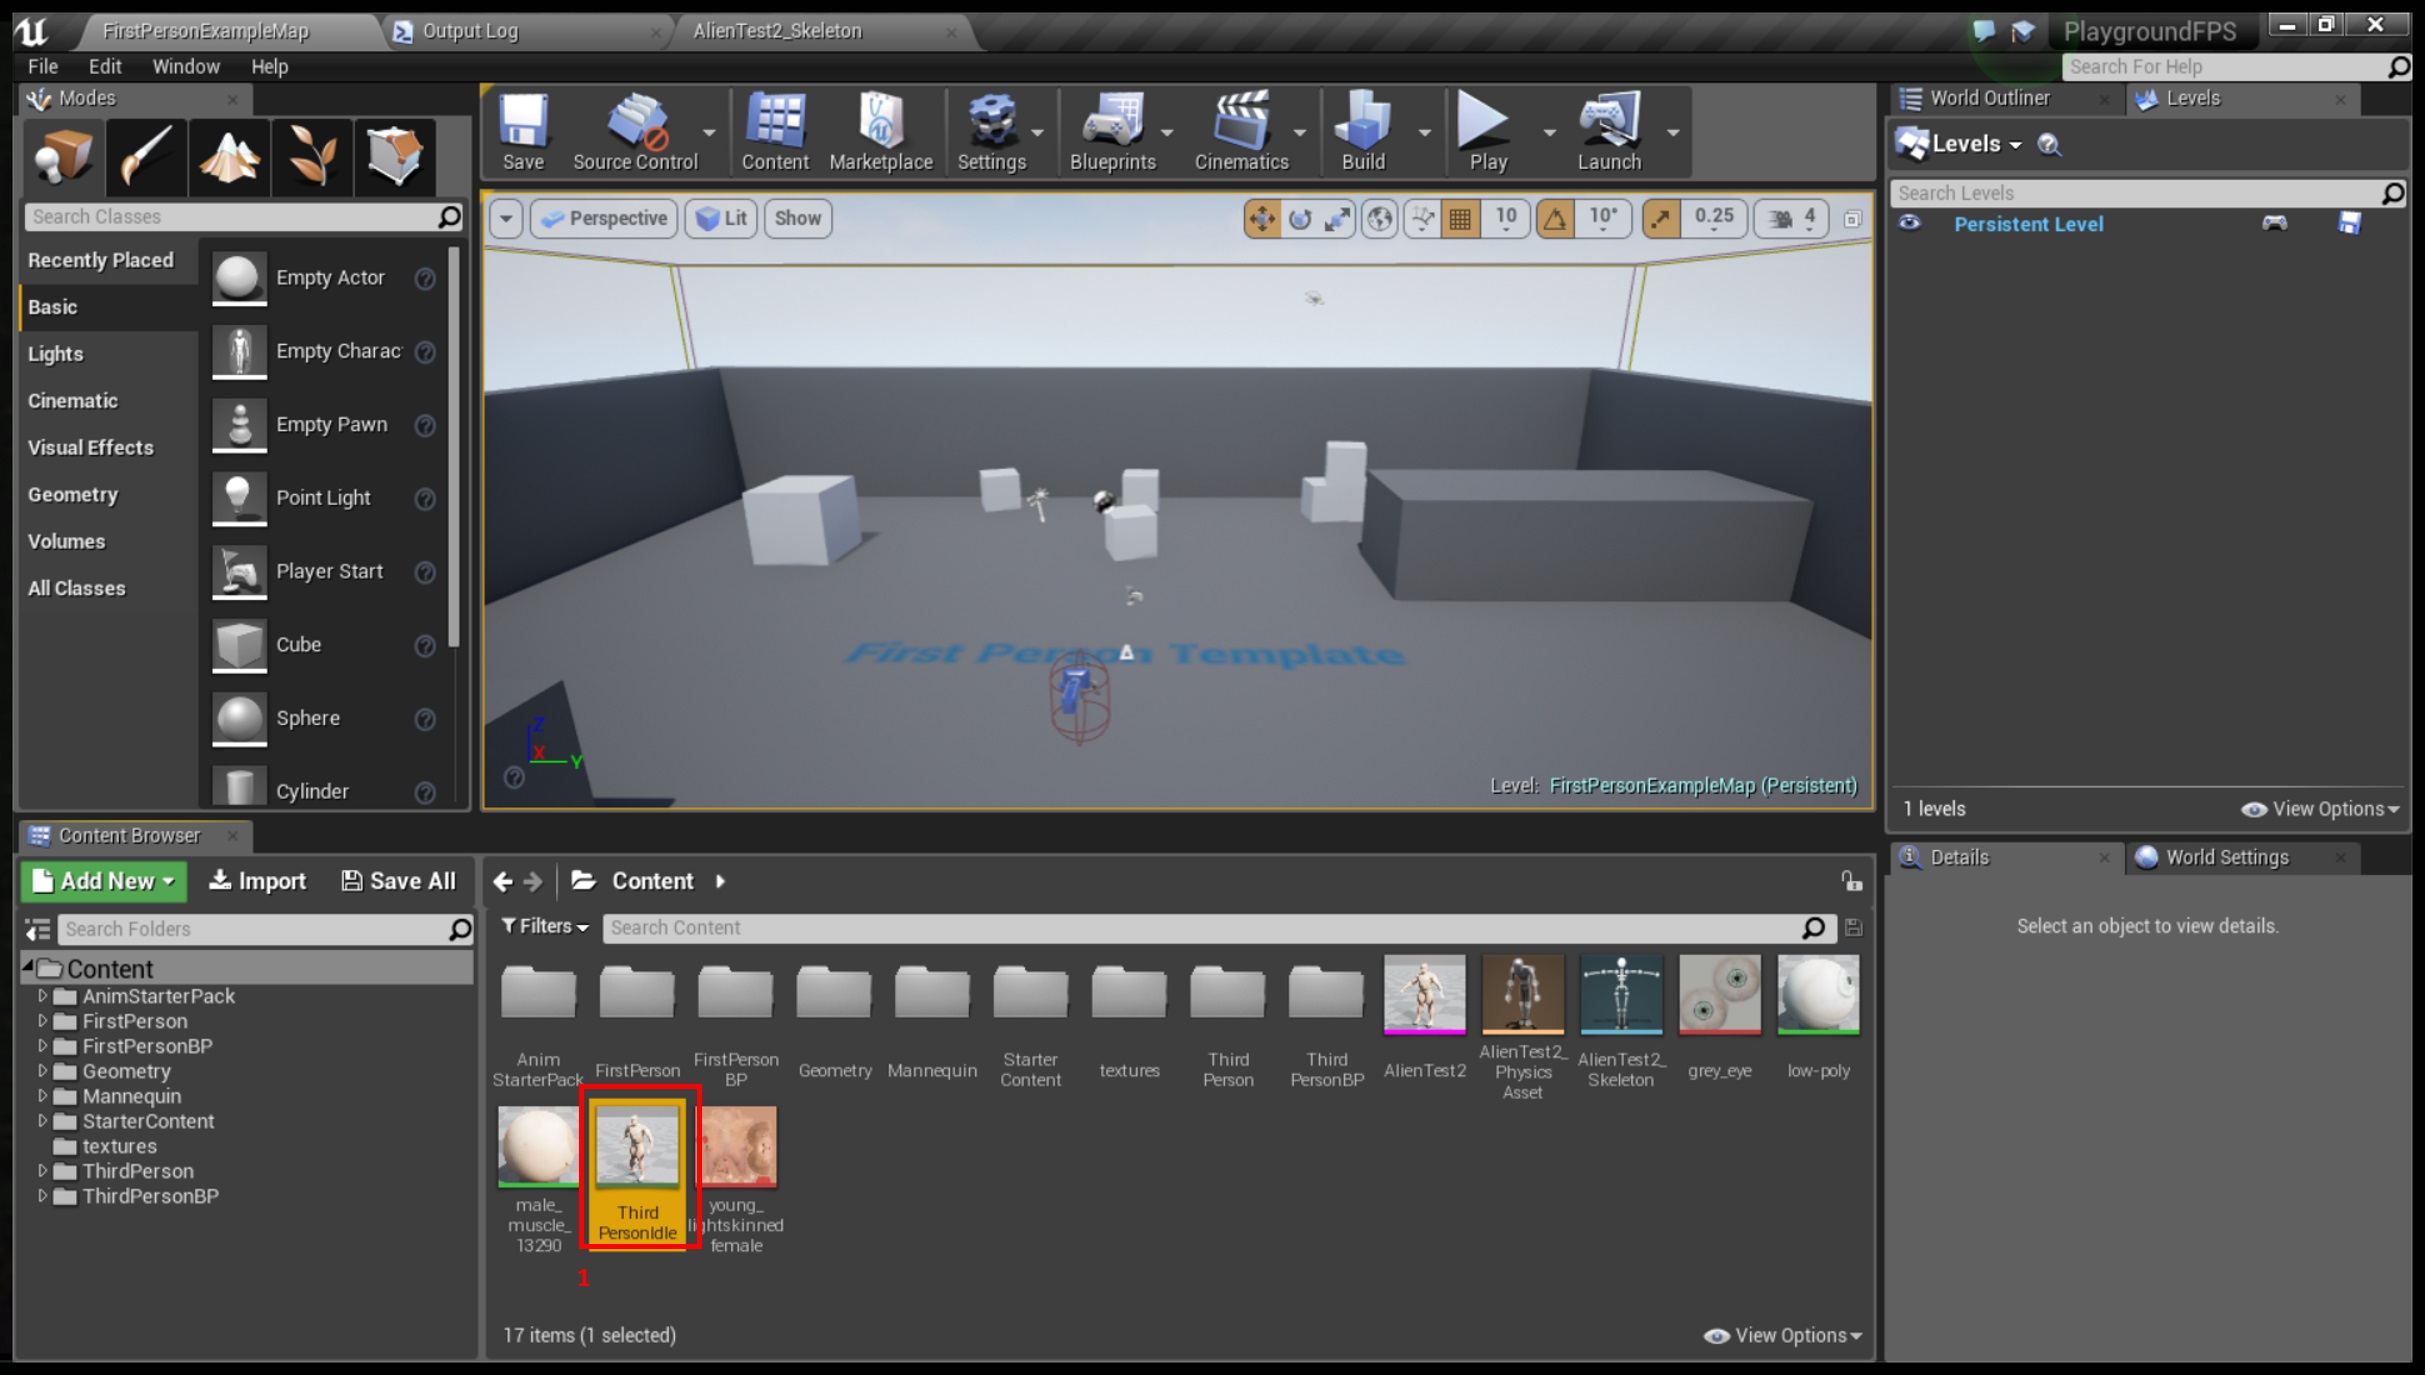 FirstPersonExampleMap
Output Log
AlienTest2_Skeleton
PlaygroundFPS
File Edit Window Help
Search For Help
Modes
Save
Source Control
Content
Marketplace
Settings
Blueprints
Cinematics
Build
Play
Launch
World Outliner
Levels
Levels
Search Levels
Persistent Level
1 levels
View Options
Search Classes
Recently Placed
Basic
Lights
Cinematic
Visual Effects
Geometry
Volumes
All Classes
Empty Actor
Empty Charac
Empty Pawn
Point Light
Player Start
Cube
Sphere
Cylinder
Perspective
Lit
Show
10
10°
0.25
4
First Person Template
Z
X
Y
Level: FirstPersonExampleMap (Persistent)
Content Browser
Add New
Import
Save All
Content
Search Folders
Filters
Search Content
Content
AnimStarterPack
FirstPerson
FirstPersonBP
Geometry
Mannequin
StarterContent
textures
ThirdPerson
ThirdPersonBP
Anim
StarterPack
FirstPerson
FirstPerson
BP
Geometry
Mannequin
Starter
Content
textures
Third
Person
Third
PersonBP
AlienTest2
AlienTest2_
Physics
Asset
AlienTest2_
Skeleton
grey_eye
low-poly
male_
muscle_
13290
Third
PersonIdle
young_
lightskinned
female
1
17 items (1 selected)
View Options
Details
World Settings
Select an object to view details.